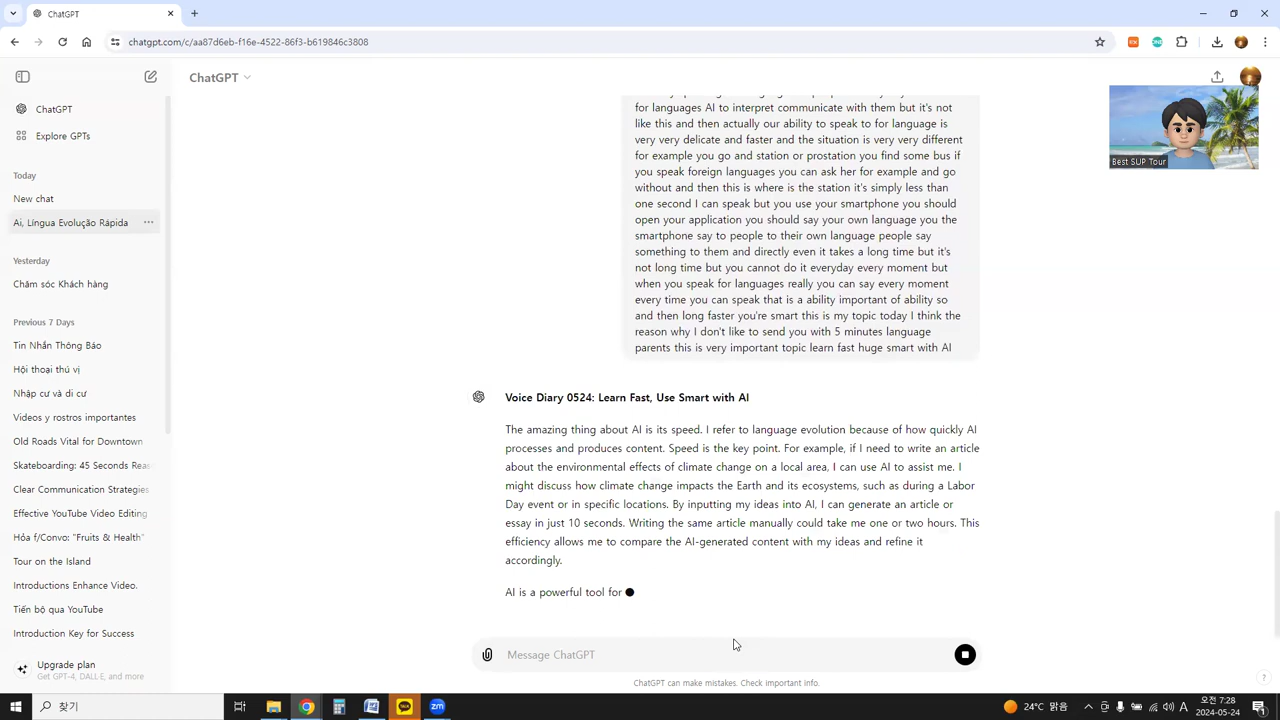 ChatGPT
chatgpt.com/c/aa87d6eb-f16e-4522-86f3-b619846c3808
ChatGPT
ChatGPT
Explore GPTs
Today
New chat
Ai, Língua Evolução Rápida
Yesterday
Chăm sóc Khách hàng
Previous 7 Days
Tin Nhắn Thông Báo
Hội thoại thú vị
Nhập cư và di cư
Videos y rostros importantes
Old Roads Vital for Downtown
Skateboarding: 45 Seconds Reas
Clear Communication Strategies
Effective YouTube Video Editing
Hỏa f/Convo: "Fruits & Health"
Tour on the Island
Introductions Enhance Video.
Tiến bộ qua YouTube
Introduction Key for Success
Upgrade plan
Get GPT-4, DALL·E, and more
for languages AI to interpret communicate with them but it's not
like this and then actually our ability to speak to for language is
very very delicate and faster and the situation is very very different
for example you go and station or prostation you find some bus if
you speak foreign languages you can ask her for example and go
without and then this is where is the station it's simply less than
one second I can speak but you use your smartphone you should
open your application you should say your own language you the
smartphone say to people to their own language people say
something to them and directly even it takes a long time but it's
not long time but you cannot do it everyday every moment but
when you speak for languages really you can say every moment
every time you can speak that is a ability important of ability so
and then long faster you're smart this is my topic today I think the
reason why I don't like to send you with 5 minutes language
parents this is very important topic learn fast huge smart with AI
Best SUP Tour
Voice Diary 0524: Learn Fast, Use Smart with AI
The amazing thing about AI is its speed. I refer to language evolution because of how quickly AI
processes and produces content. Speed is the key point. For example, if I need to write an article
about the environmental effects of climate change on a local area, I can use AI to assist me. I
might discuss how climate change impacts the Earth and its ecosystems, such as during a Labor
Day event or in specific locations. By inputting my ideas into AI, I can generate an article or
essay in just 10 seconds. Writing the same article manually could take me one or two hours. This
efficiency allows me to compare the AI-generated content with my ideas and refine it
accordingly.
AI is a powerful tool for
Message ChatGPT
ChatGPT can make mistakes. Check important info.
찾기
24°C 맑음
A
오전 7:28
2024-05-24